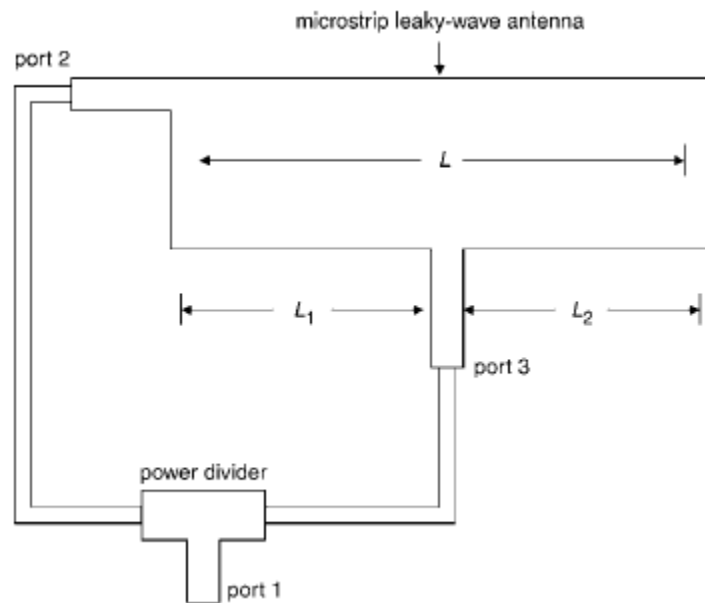 microstrip leaky-wave antenna
port 2
L
L1
L2
port 3
power divider
port 1